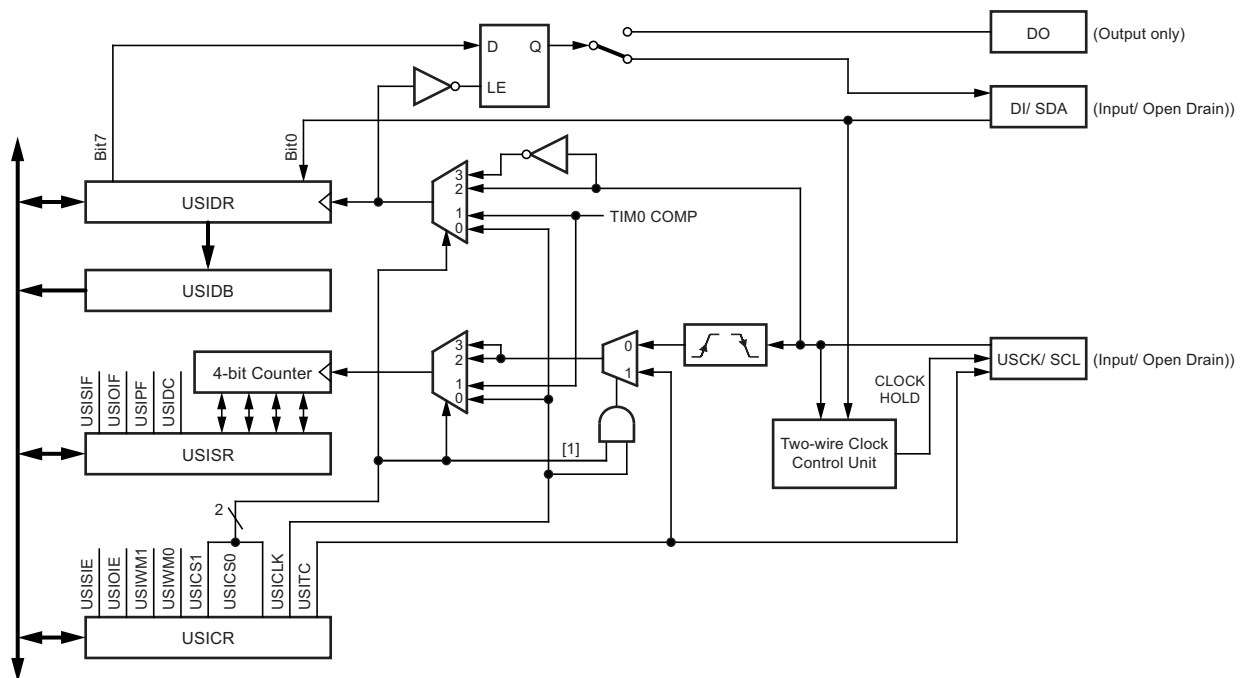 DO (Output only)
D Q
LE
DI/ SDA (Input/ Open Drain))
Bit7
Bit0
3
2
1
0
USIDR
TIM0 COMP
USIDB
3
2
1
0
0
1
4-bit Counter
USCK/ SCL (Input/ Open Drain))
CLOCK
HOLD
USISIF
USIOIF
USIPF
USIDC
[1]
Two-wire Clock
Control Unit
USISR
2
USISIE
USIOIE
USIWM1
USIWM0
USICS1
USICS0
USICLK
USITC
USICR